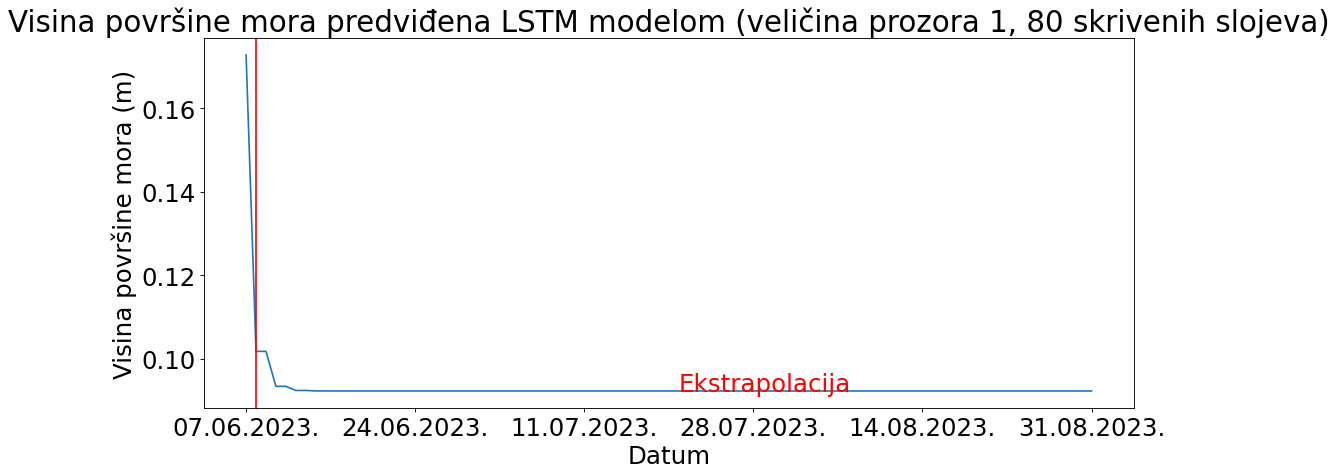 Visina površine mora predviđena LSTM modelom (veličina prozora 1, 80 skrivenih slojeva)
Visina površine mora (m)
0.16
0.14
0.12
0.10
Ekstrapolacija
07.06.2023. 24.06.2023. 11.07.2023. 28.07.2023. 14.08.2023. 31.08.2023.
Datum